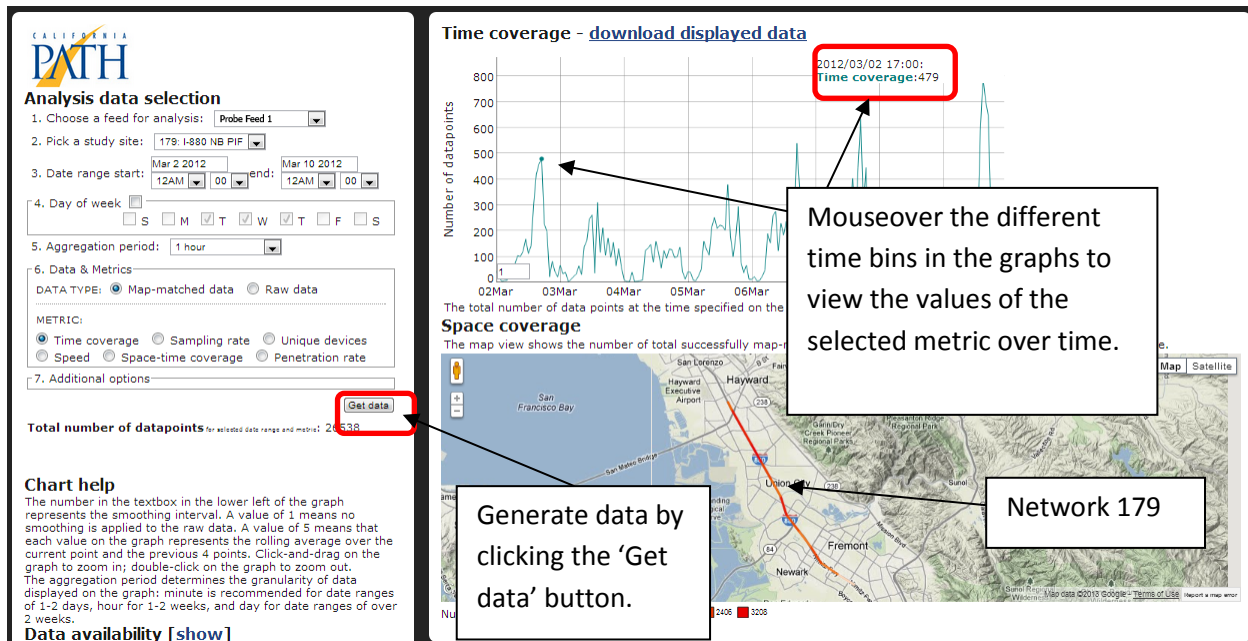 CALIFORNIA
PATH
Analysis data selection
1. Choose a feed for analysis: Probe Feed 1
2. Pick a study site: 179: I-880 NB PIF
Mar 2 2012 Mar 10 2012
3. Date range start: 12AM 00 end: 12AM 00
4. Day of week
S M T W T F S
5. Aggregation period: 1 hour
6. Data & Metrics
DATA TYPE: Map-matched data Raw data
METRIC:
Time coverage Sampling rate Unique devices
Speed Space-time coverage Penetration rate
7. Additional options
Get data
Total number of datapoints for selected date range and metric: 26538
Chart help
The number in the textbox in the lower left of the graph
represents the smoothing interval. A value of 1 means no
smoothing is applied to the raw data. A value of 5 means that
each value on the graph represents the rolling average over the
current point and the previous 4 points. Click-and-drag on the
graph to zoom in; double-click on the graph to zoom out.
The aggregation period determines the granularity of data
displayed on the graph: minute is recommended for date ranges
of 1-2 days, hour for 1-2 weeks, and day for date ranges of over
2 weeks.
Data availability [show]
Time coverage - download displayed data
2012/03/02 17:00:
Time coverage:479
Number of datapoints
800
700
600
500
400
300
200
100
0
1
02Mar 03Mar 04Mar 05Mar 06Mar
The total number of data points at the time specified on the
Space coverage
The map view shows the number of total successfully map-
e.
Mouseover the different
time bins in the graphs to
view the values of the
selected metric over time.
Map Satellite
San Lorenzo
Hayward
Executive
Airport
Hayward
238
San
Francisco Bay
Garin/Dry
Creek Pioneer
Regional Parks
Pleasanton Ridge
Regional Park
San Mateo Bridge
Union City
238
Sunol
84
Fremont
Newark
Network 179
Generate data by
clicking the 'Get
data' button.
Nu
2406 3208
Map data ©2013 Google - Terms of Use Report a map error